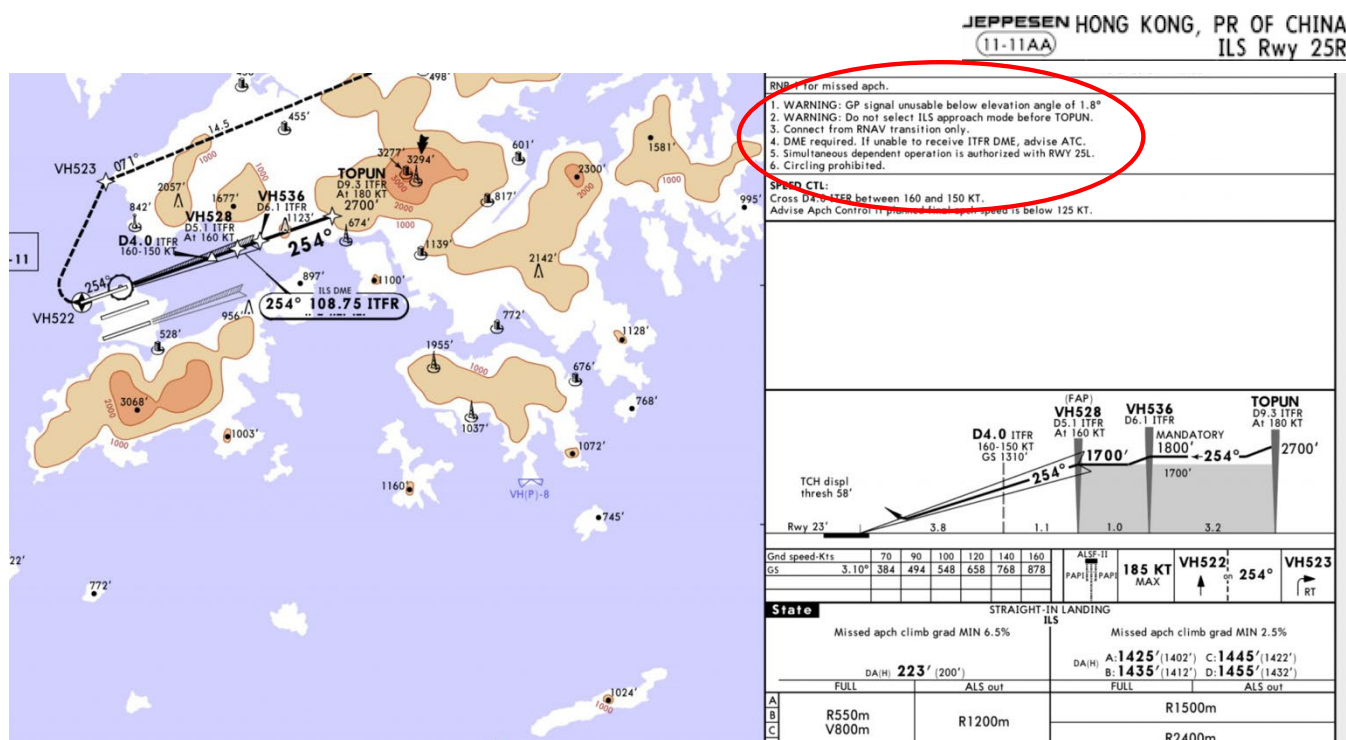 JEPPESEN HONG KONG, PR OF CHINA
11-11AA
ILS Rwy 25R
498'
455'
14.5
071°
VH523
1000
2057'
1677'
842'
VH528
D5.1 ITFR
At 160 KT
VH536
D6.1 ITFR
1123'
TOPUN
D9.3 ITFR
At 180 KT
2700'
3277'
3294'
3000
2000
1000
674'
601'
817'
2300'
2000
1581'
1000
995'
1139'
2142'
D4.0 ITFR
160-150 KT
254°
-11
254°
VH522
897'
1100'
ILS DME
254° 108.75 ITFR
956'
528'
772'
1128'
1955'
1000
676'
768'
1037'
1072'
3068'
2000
1000
1003'
1160'
VH(P)-8
745'
22'
772'
1024'
1000
for missed apch.
1. WARNING: GP signal unusable below elevation angle of 1.8°
2. WARNING: Do not select ILS approach mode before TOPUN.
3. Connect from RNAV transition only.
4. DME required. If unable to receive ITFR DME, advise ATC.
5. Simultaneous dependent operation is authorized with RWY 25L.
6. Circling prohibited.
SPEED CTL:
Cross D4.0 ITFR between 160 and 150 KT.
Advise Apch Control if planned final apch speed is below 125 KT.
(FAP)
VH528
D5.1 ITFR
At 160 KT
VH536
D6.1 ITFR
TOPUN
D9.3 ITFR
At 180 KT
D4.0 ITFR
160-150 KT
GS 1310'
MANDATORY
1700'
1800'
254°
2700'
254°
1700'
TCH displ
thresh 58'
Rwy 23'
3.8 1.1 1.0 3.2
Gnd speed-Kts 70 90 100 120 140 160
GS 3.10° 384 494 548 658 768 878
ALSF-II
PAPI PAPI
185 KT
MAX
VH522
on 254°
VH523
RT
State
STRAIGHT-IN LANDING
ILS
Missed apch climb grad MIN 6.5% Missed apch climb grad MIN 2.5%
DA(H) 223' (200')
DA(H) A: 1425' (1402') C: 1445' (1422')
B: 1435' (1412') D: 1455' (1432')
FULL ALS out FULL ALS out
A
B
C
R550m
V800m
R1200m
R1500m
R2400m